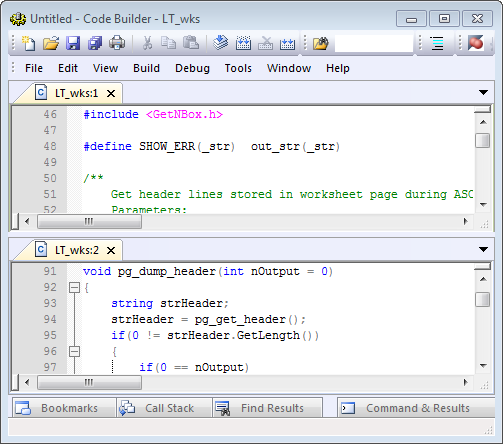 Untitled - Code Builder - LT_wks
File Edit View Build Debug Tools Window Help
LT_wks:1
46 #include <GetNBox.h>
47
48 #define SHOW_ERR(_str) out_str(_str)
49
50 /**
51 Get header lines stored in worksheet page during ASC
52 Parameters:
LT_wks:2
91 void pg_dump_header(int nOutput = 0)
92 {
93 string strHeader;
94 strHeader = pg_get_header();
95 if(0 != strHeader.GetLength())
96 {
97 if(0 == nOutput)
Bookmarks Call Stack Find Results Command & Results